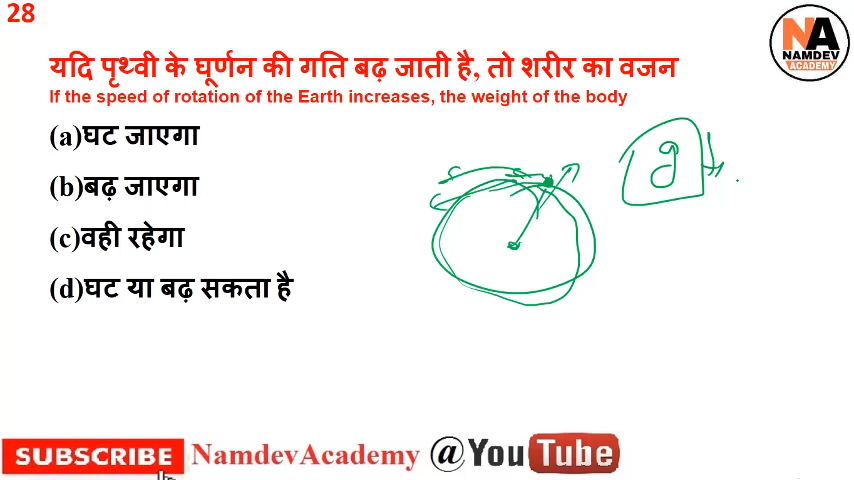 28
NA
NAMDEV
ACADEMY
यदि पृथ्वी के घूर्णन की गति बढ़ जाती है, तो शरीर का वजन
If the speed of rotation of the Earth increases, the weight of the body
(a)घट जाएगा
(b)बढ़ जाएगा
(c)वही रहेगा
(d)घट या बढ़ सकता है
g
SUBSCRIBE NamdevAcademy @YouTube